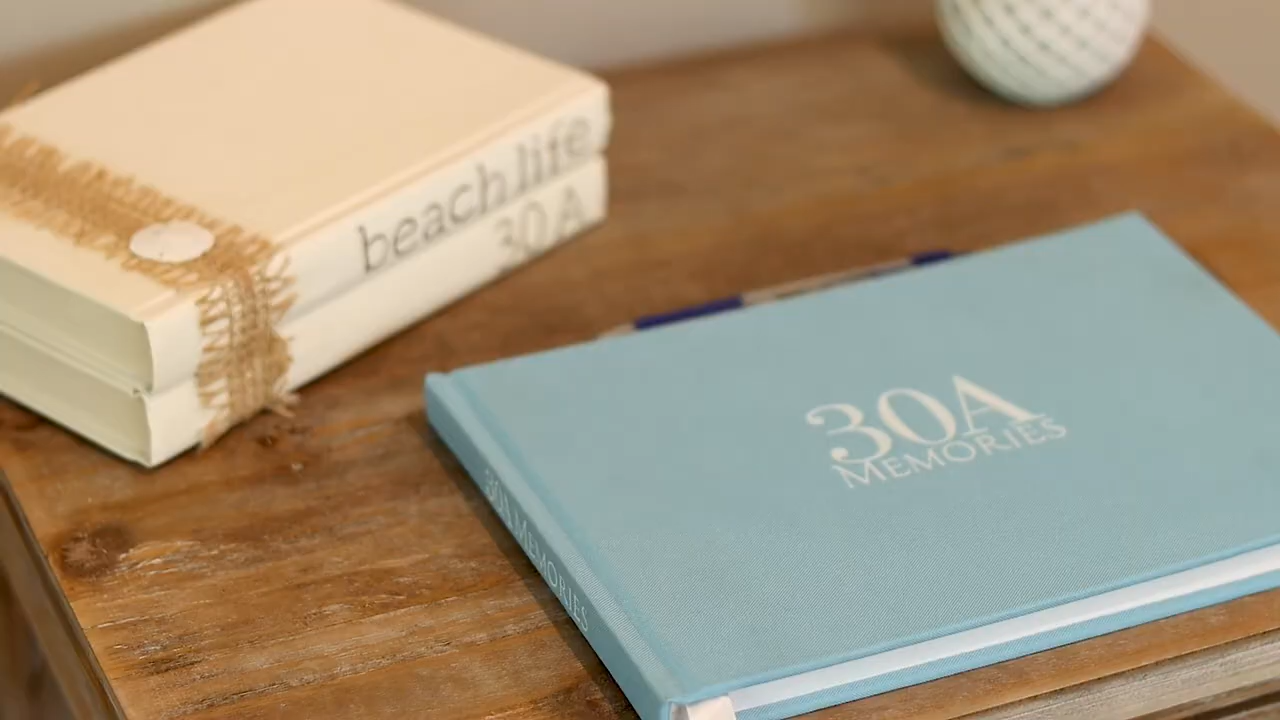 beach life
30A
30A
MEMORIES
30A MEMORIES